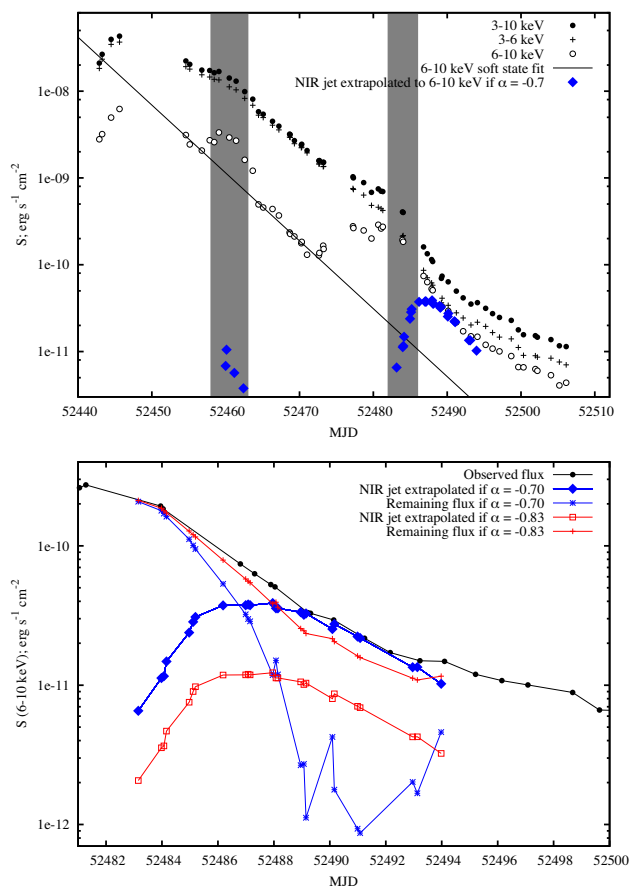 3-10 keV
3-6 keV
6-10 keV
6-10 keV soft state fit
NIR jet extrapolated to 6-10 keV if α = -0.7
S; erg s-1 cm-2
1e-08
1e-09
1e-10
1e-11
52440
52450
52460
52470
52480
52490
52500
52510
MJD
Observed flux
NIR jet extrapolated if α = -0.70
Remaining flux if α = -0.70
NIR jet extrapolated if α = -0.83
Remaining flux if α = -0.83
S (6-10 keV); erg s-1 cm-2
1e-10
1e-11
1e-12
52482
52484
52486
52488
52490
52492
52494
52496
52498
52500
MJD